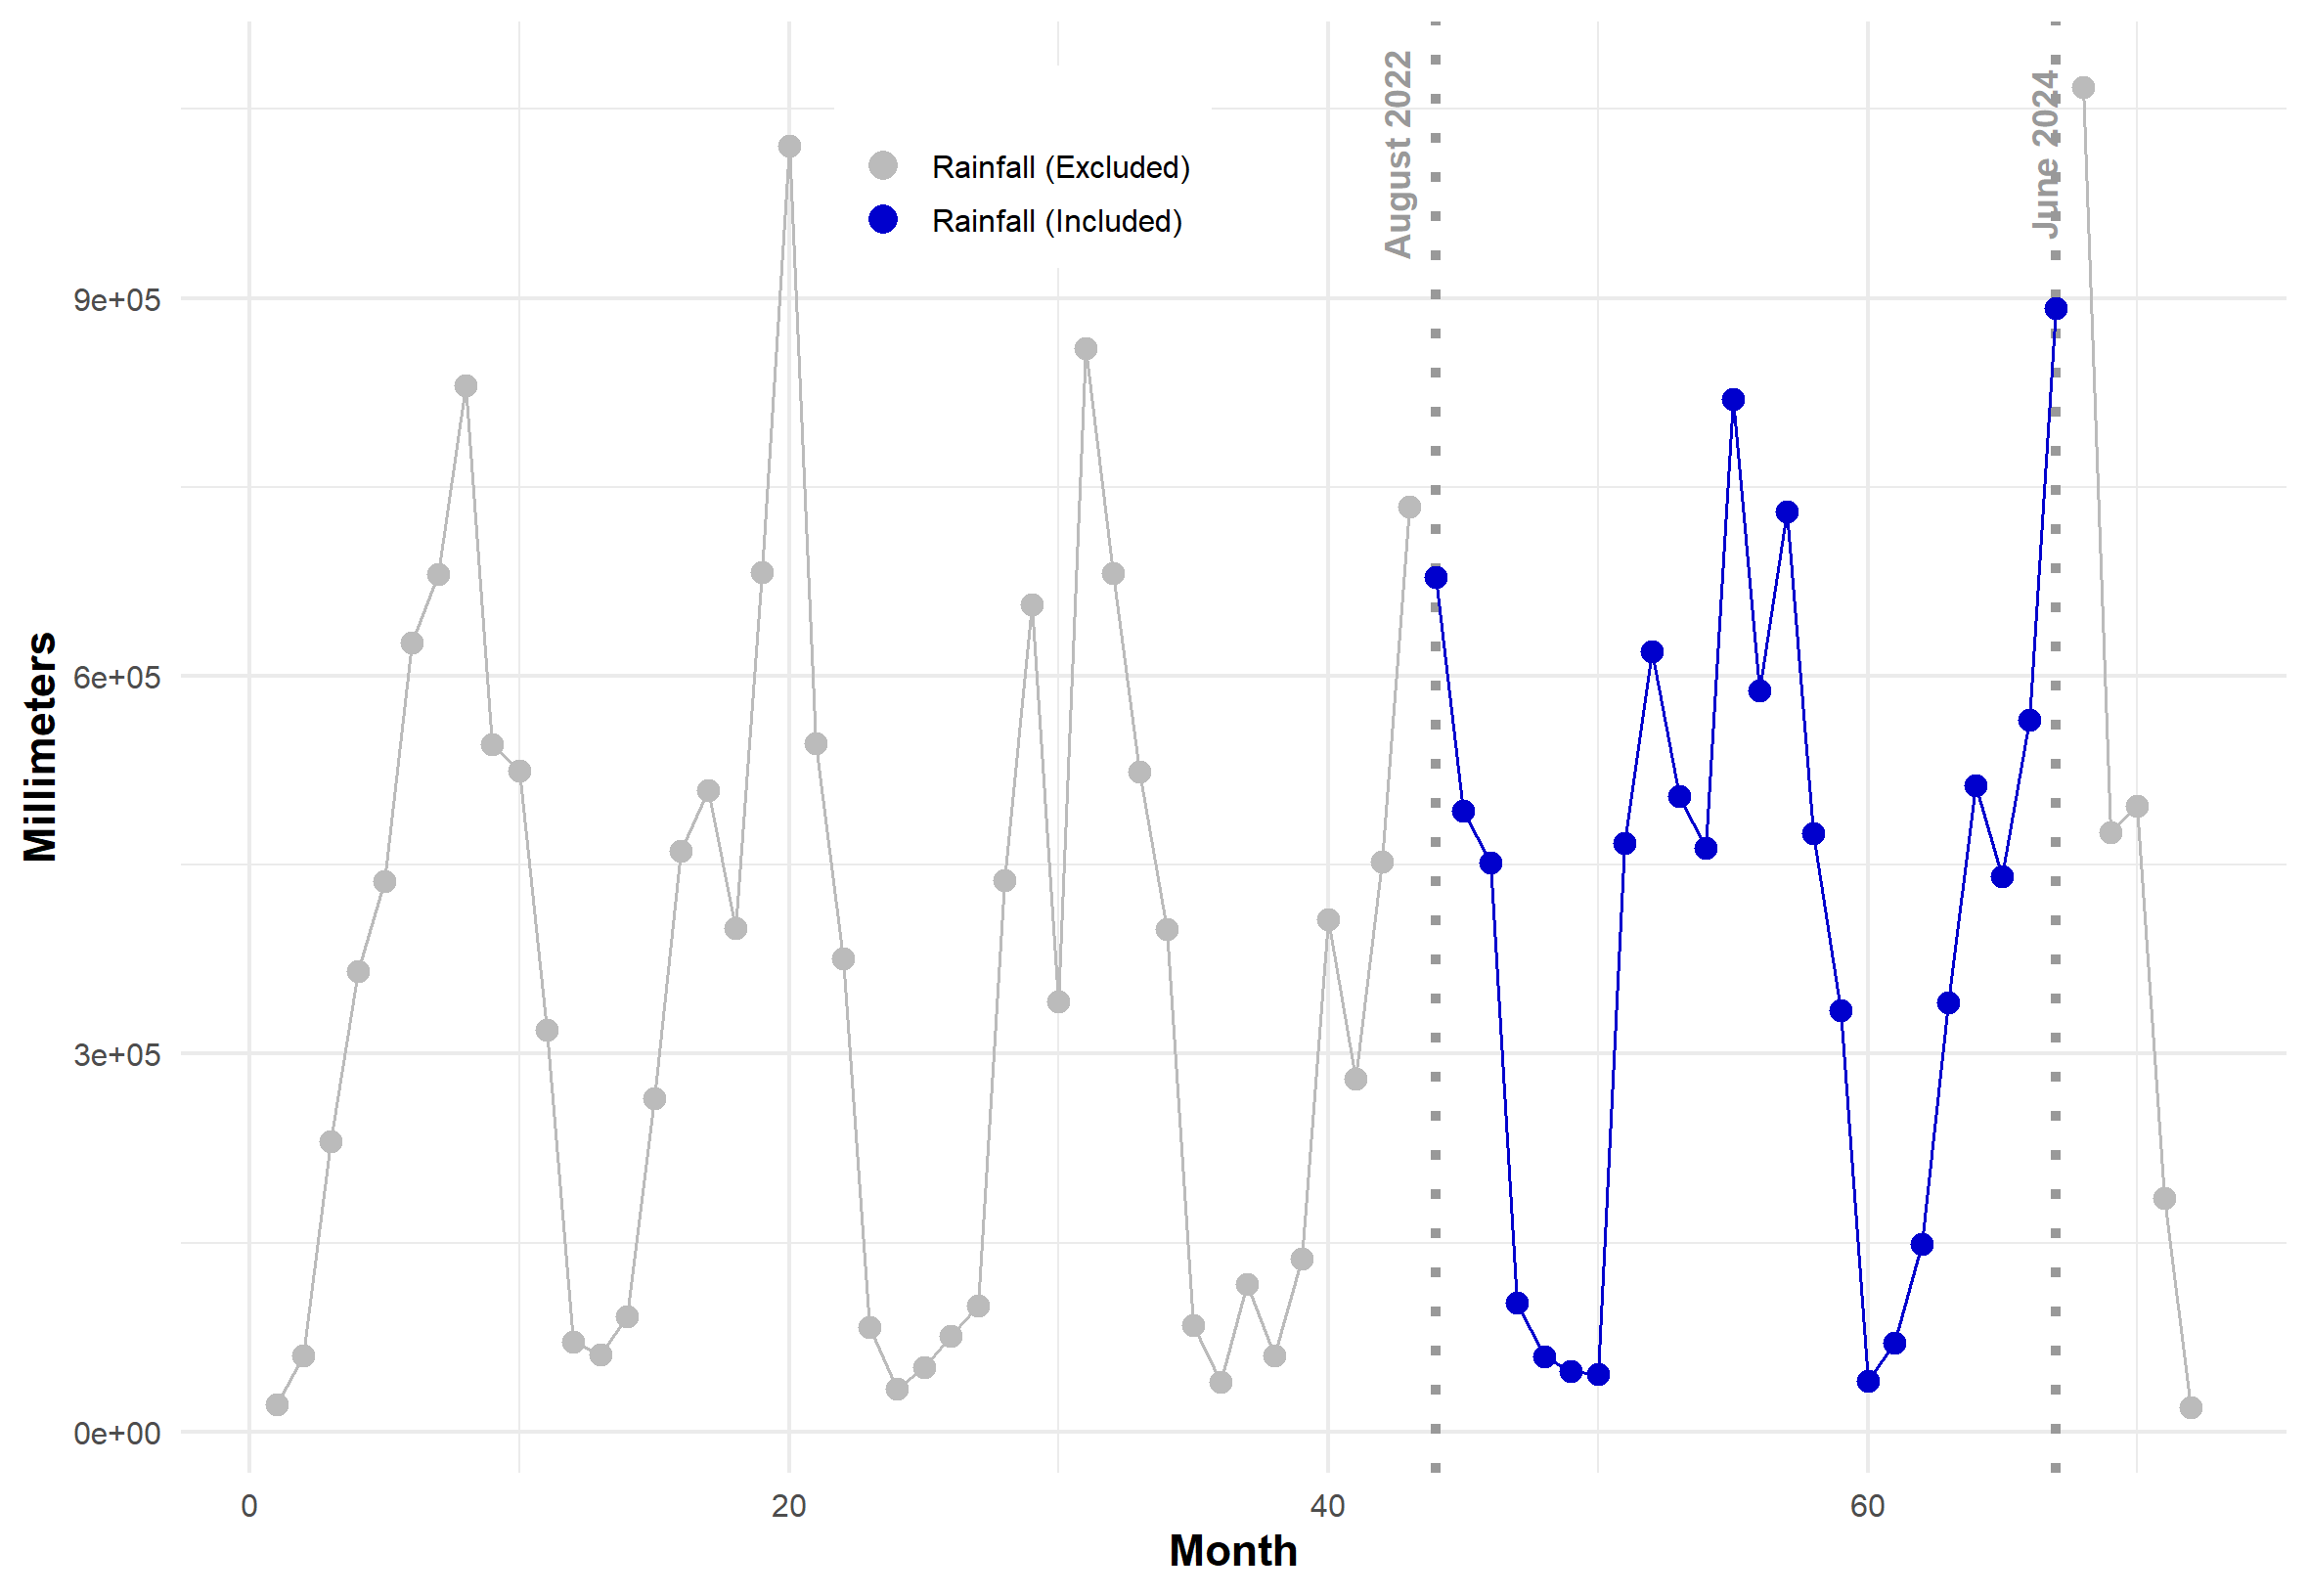 Rainfall (Excluded)
Rainfall (Included)
August 2022
June 2024
9e+05
6e+05
3e+05
0e+00
Millimeters
0
20
40
60
Month